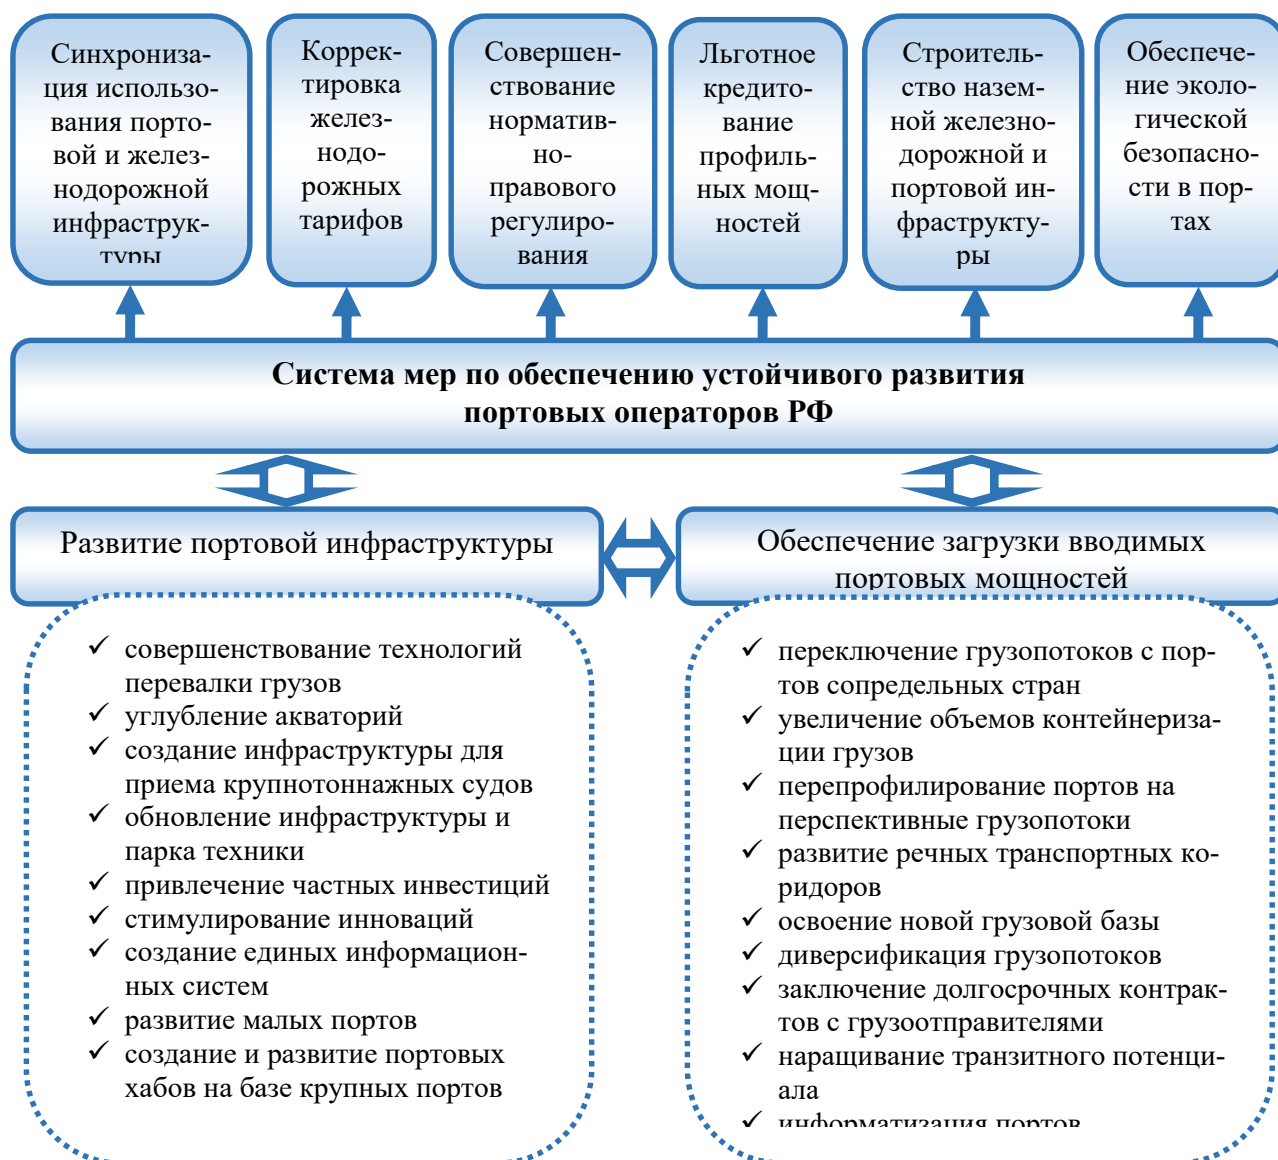 Синхрониза-
ция использо-
вания порто-
вой и желез-
нодорожной
инфраструк-
туры
Коррек-
тировка
желез-
нодо-
рожных
тарифов
Совершен-
ствование
норматив-
но-
правового
регулиро-
вания
Льготное
кредито-
вание
профиль-
ных мощ-
ностей
Строитель-
ство назем-
ной железно-
дорожной и
портовой ин-
фраструкту-
ры
Обеспече-
ние эколо-
гической
безопасно-
сти в пор-
тах
Система мер по обеспечению устойчивого развития
портовых операторов РФ
Развитие портовой инфраструктуры
Обеспечение загрузки вводимых
портовых мощностей
✓ совершенствование технологий
перевалки грузов
✓ углубление акваторий
✓ создание инфраструктуры для
приема крупнотоннажных судов
✓ обновление инфраструктуры и
парка техники
✓ привлечение частных инвестиций
✓ стимулирование инноваций
✓ создание единых информацион-
ных систем
✓ развитие малых портов
✓ создание и развитие портовых
хабов на базе крупных портов
✓ переключение грузопотоков с пор-
тов сопредельных стран
✓ увеличение объемов контейнериза-
ции грузов
✓ перепрофилирование портов на
перспективные грузопотоки
✓ развитие речных транспортных ко-
ридоров
✓ освоение новой грузовой базы
✓ диверсификация грузопотоков
✓ заключение долгосрочных контрак-
тов с грузоотправителями
✓ наращивание транзитного потенци-
ала
✓ информатизация портов